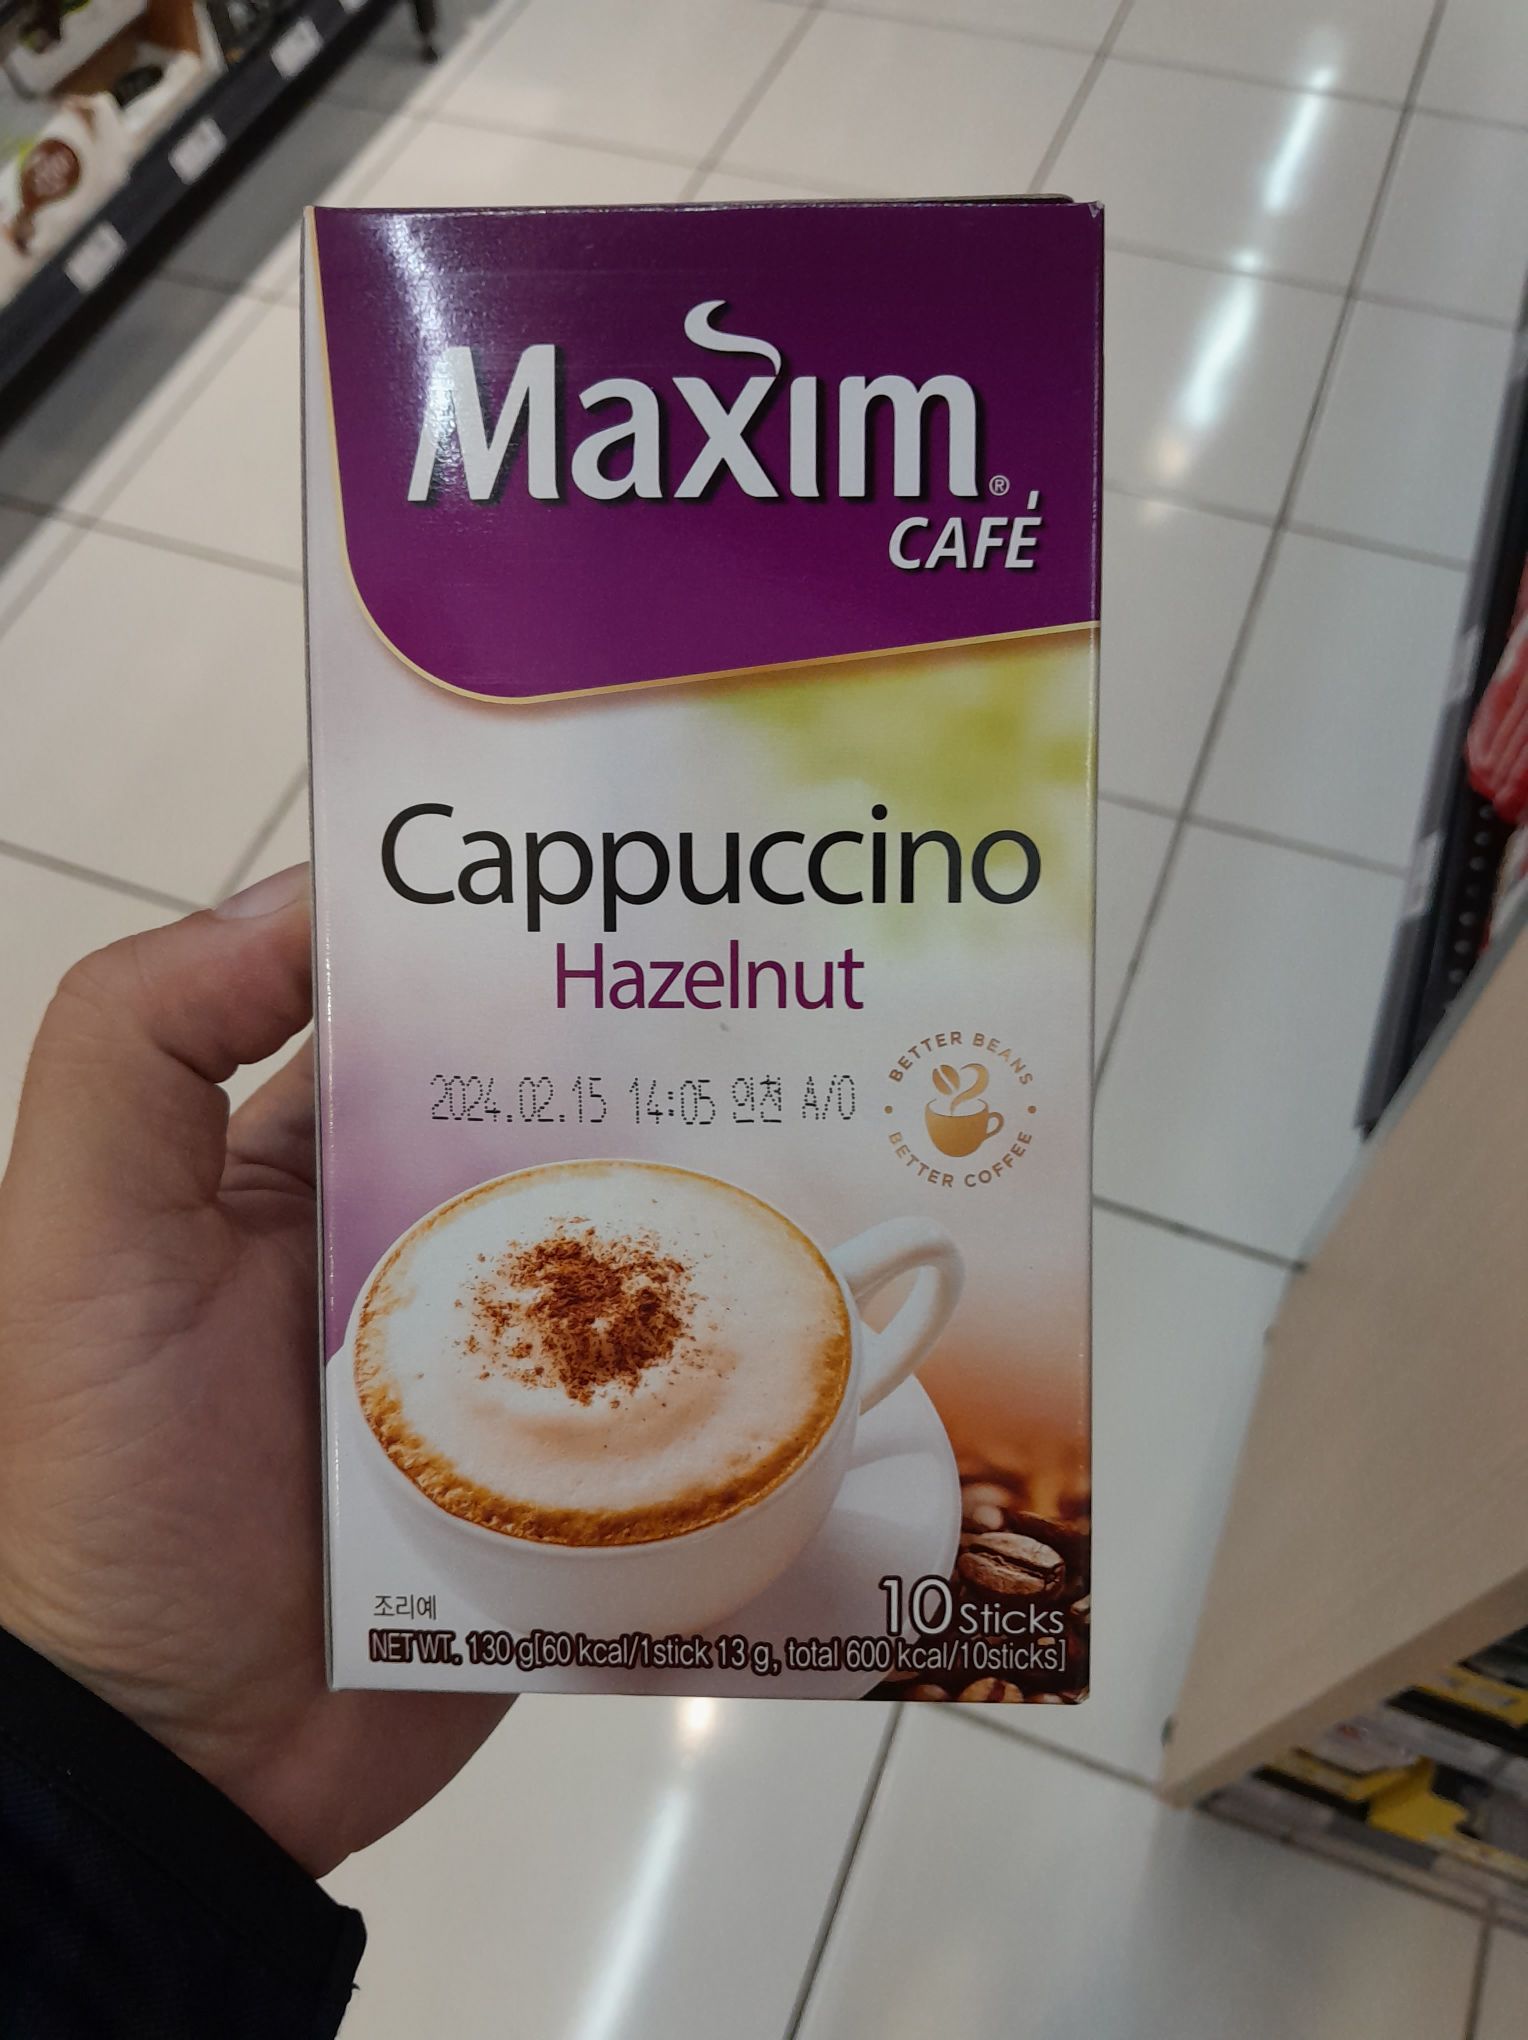 Maxim®
CAFÉ
Cappuccino
Hazelnut
2024.02.15 14:05 인천 A/O
BETTER BEANS
BETTER COFFEE
조리예
10 Sticks
NET WT. 130 g[60 kcal/1stick 13 g, total 600 kcal/10sticks]